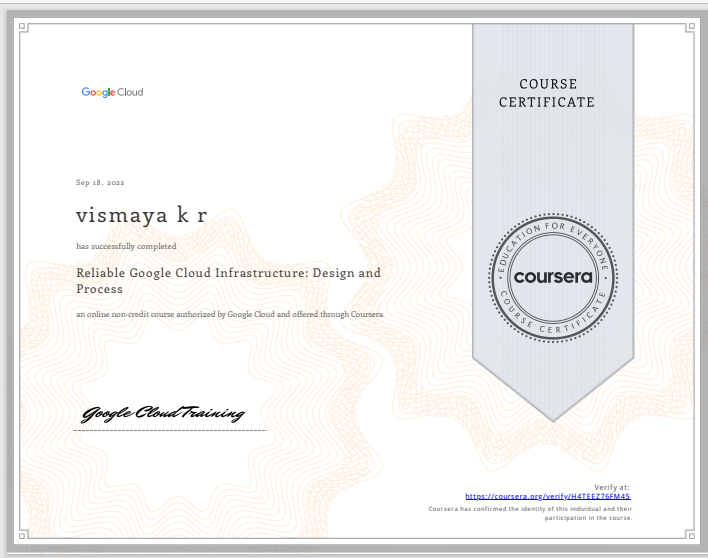 Google Cloud
COURSE
CERTIFICATE
Sep 18, 2022
vismaya k r
has successfully completed
Reliable Google Cloud Infrastructure: Design and
Process
an online non-credit course authorized by Google Cloud and offered through Coursera
EDUCATION FOR EVERYONE
coursera
COURSE CERTIFICATE
Google Cloud Training
Verify at:
https://coursera.org/verify/H4TEEZ76FM45
Coursera has confirmed the identity of this individual and their
participation in the course.